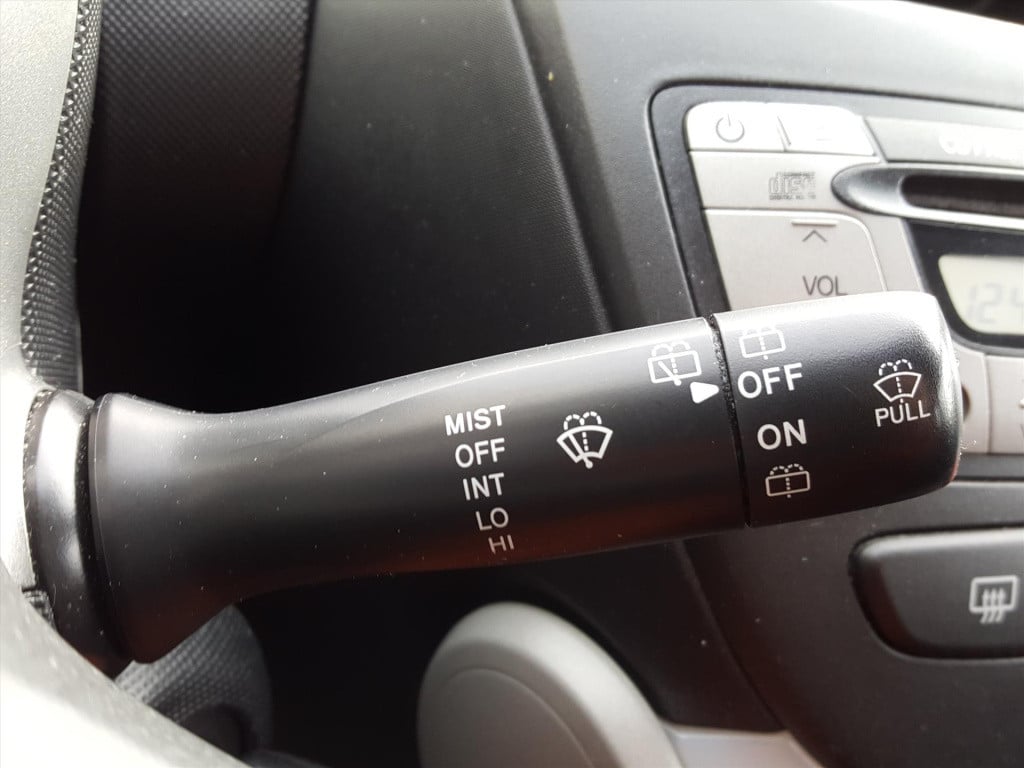 VOL
MIST
OFF
INT
LO
HI
OFF
ON
PULL